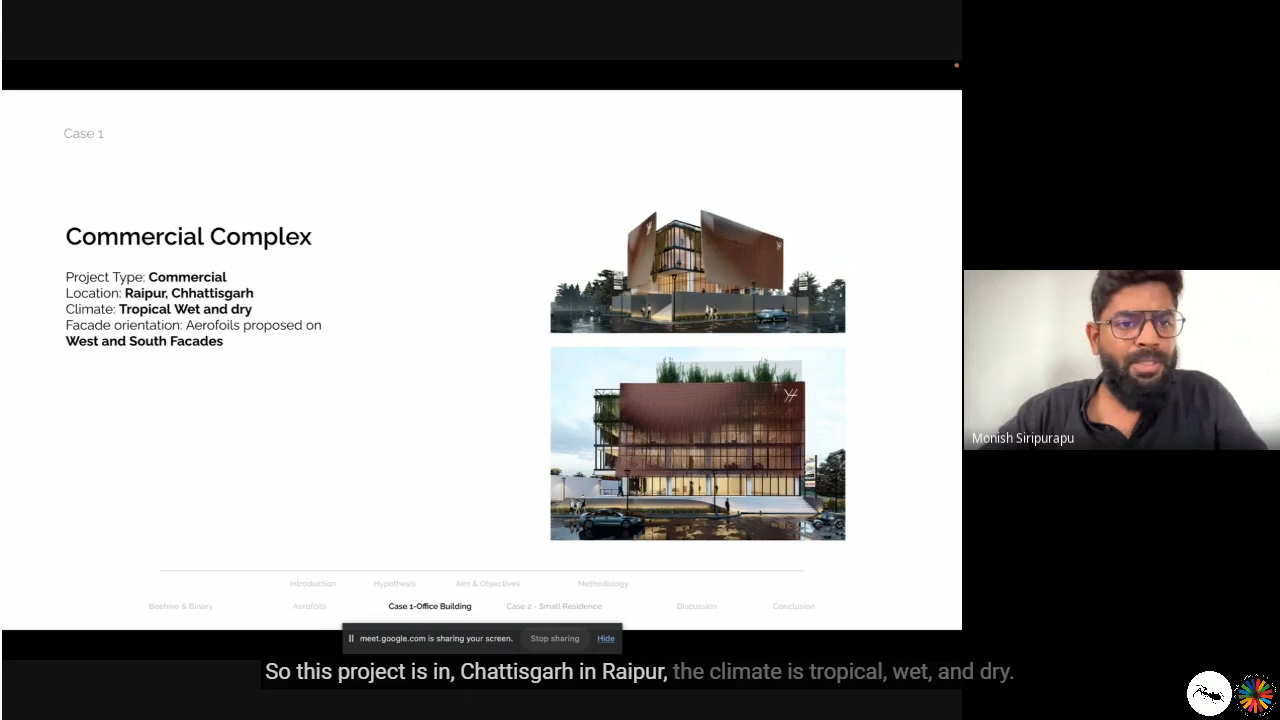 Case 1
Commercial Complex
Project Type: Commercial
Location: Raipur, Chhattisgarh
Climate: Tropical Wet and dry
Facade orientation: Aerofoils proposed on
West and South Facades
Monish Siripurapu
Introduction Hypothesis Aim & Objectives Methodology
Beehive & Binary Aerofoils Case 1-Office Building Case 2 - Small Residence Discussion Conclusion
meet.google.com is sharing your screen. Stop sharing Hide
So this project is in, Chattisgarh in Raipur, the climate is tropical, wet, and dry.